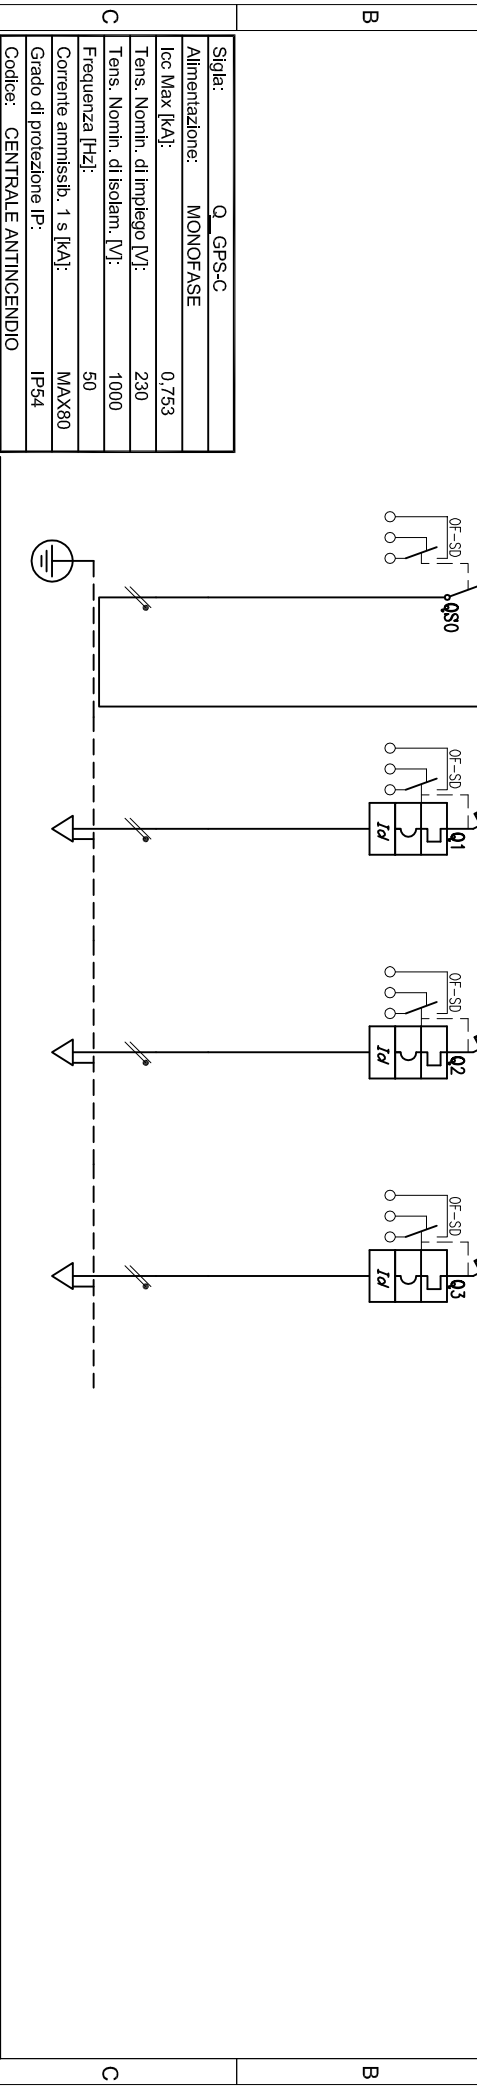 B
C
OF-SD
QS0
OF-SD
Q1
Id
OF-SD
Q2
Id
OF-SD
Q3
Id
Sigla: Q_GPS-C
Alimentazione: MONOFASE
Icc Max [kA]: 0,753
Tens. Nomin. di impiego [V]: 230
Tens. Nomin. di isolam. [V]: 1000
Frequenza [Hz]: 50
Corrente ammissib. 1 s [kA]: MAX80
Grado di protezione IP: IP54
Codice: CENTRALE ANTINCENDIO
B
C